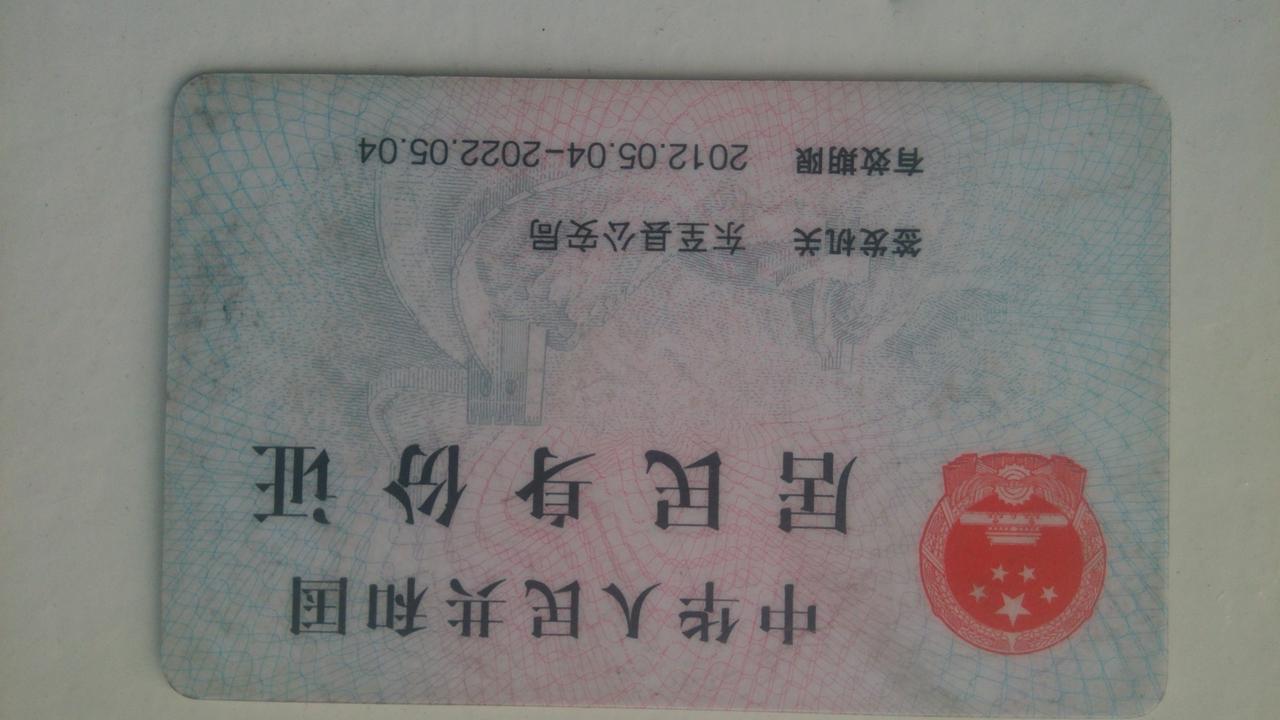 中华人民共和国
居民身份证
签发机关 东至县公安局
有效期限 2012.05.04-2022.05.04